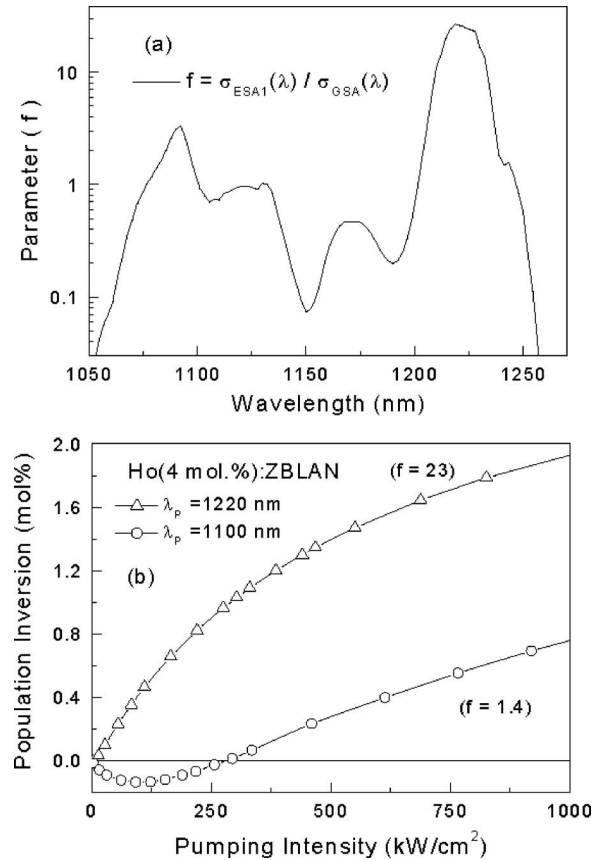 (a)
f = σESA1(λ) / σGSA(λ)
Parameter ( f )
10
1
0.1
1050 1100 1150 1200 1250
Wavelength (nm)
2.0
1.6
1.2
0.8
0.4
0.0
Population Inversion (mol%)
Ho(4 mol.%):ZBLAN
(f = 23)
λp =1220 nm
λp =1100 nm
(b)
(f = 1.4)
0 250 500 750 1000
Pumping Intensity (kW/cm²)